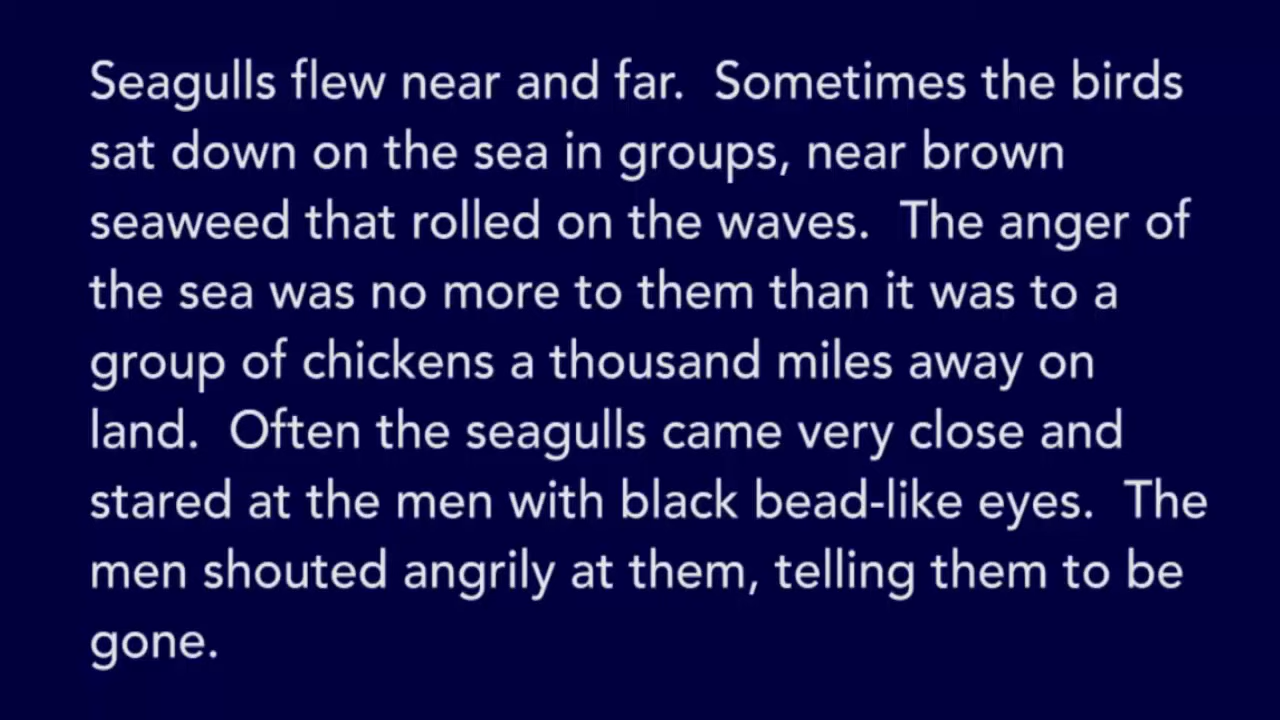 Seagulls flew near and far.  Sometimes the birds
sat down on the sea in groups, near brown
seaweed that rolled on the waves.  The anger of
the sea was no more to them than it was to a
group of chickens a thousand miles away on
land.  Often the seagulls came very close and
stared at the men with black bead-like eyes.  The
men shouted angrily at them, telling them to be
gone.